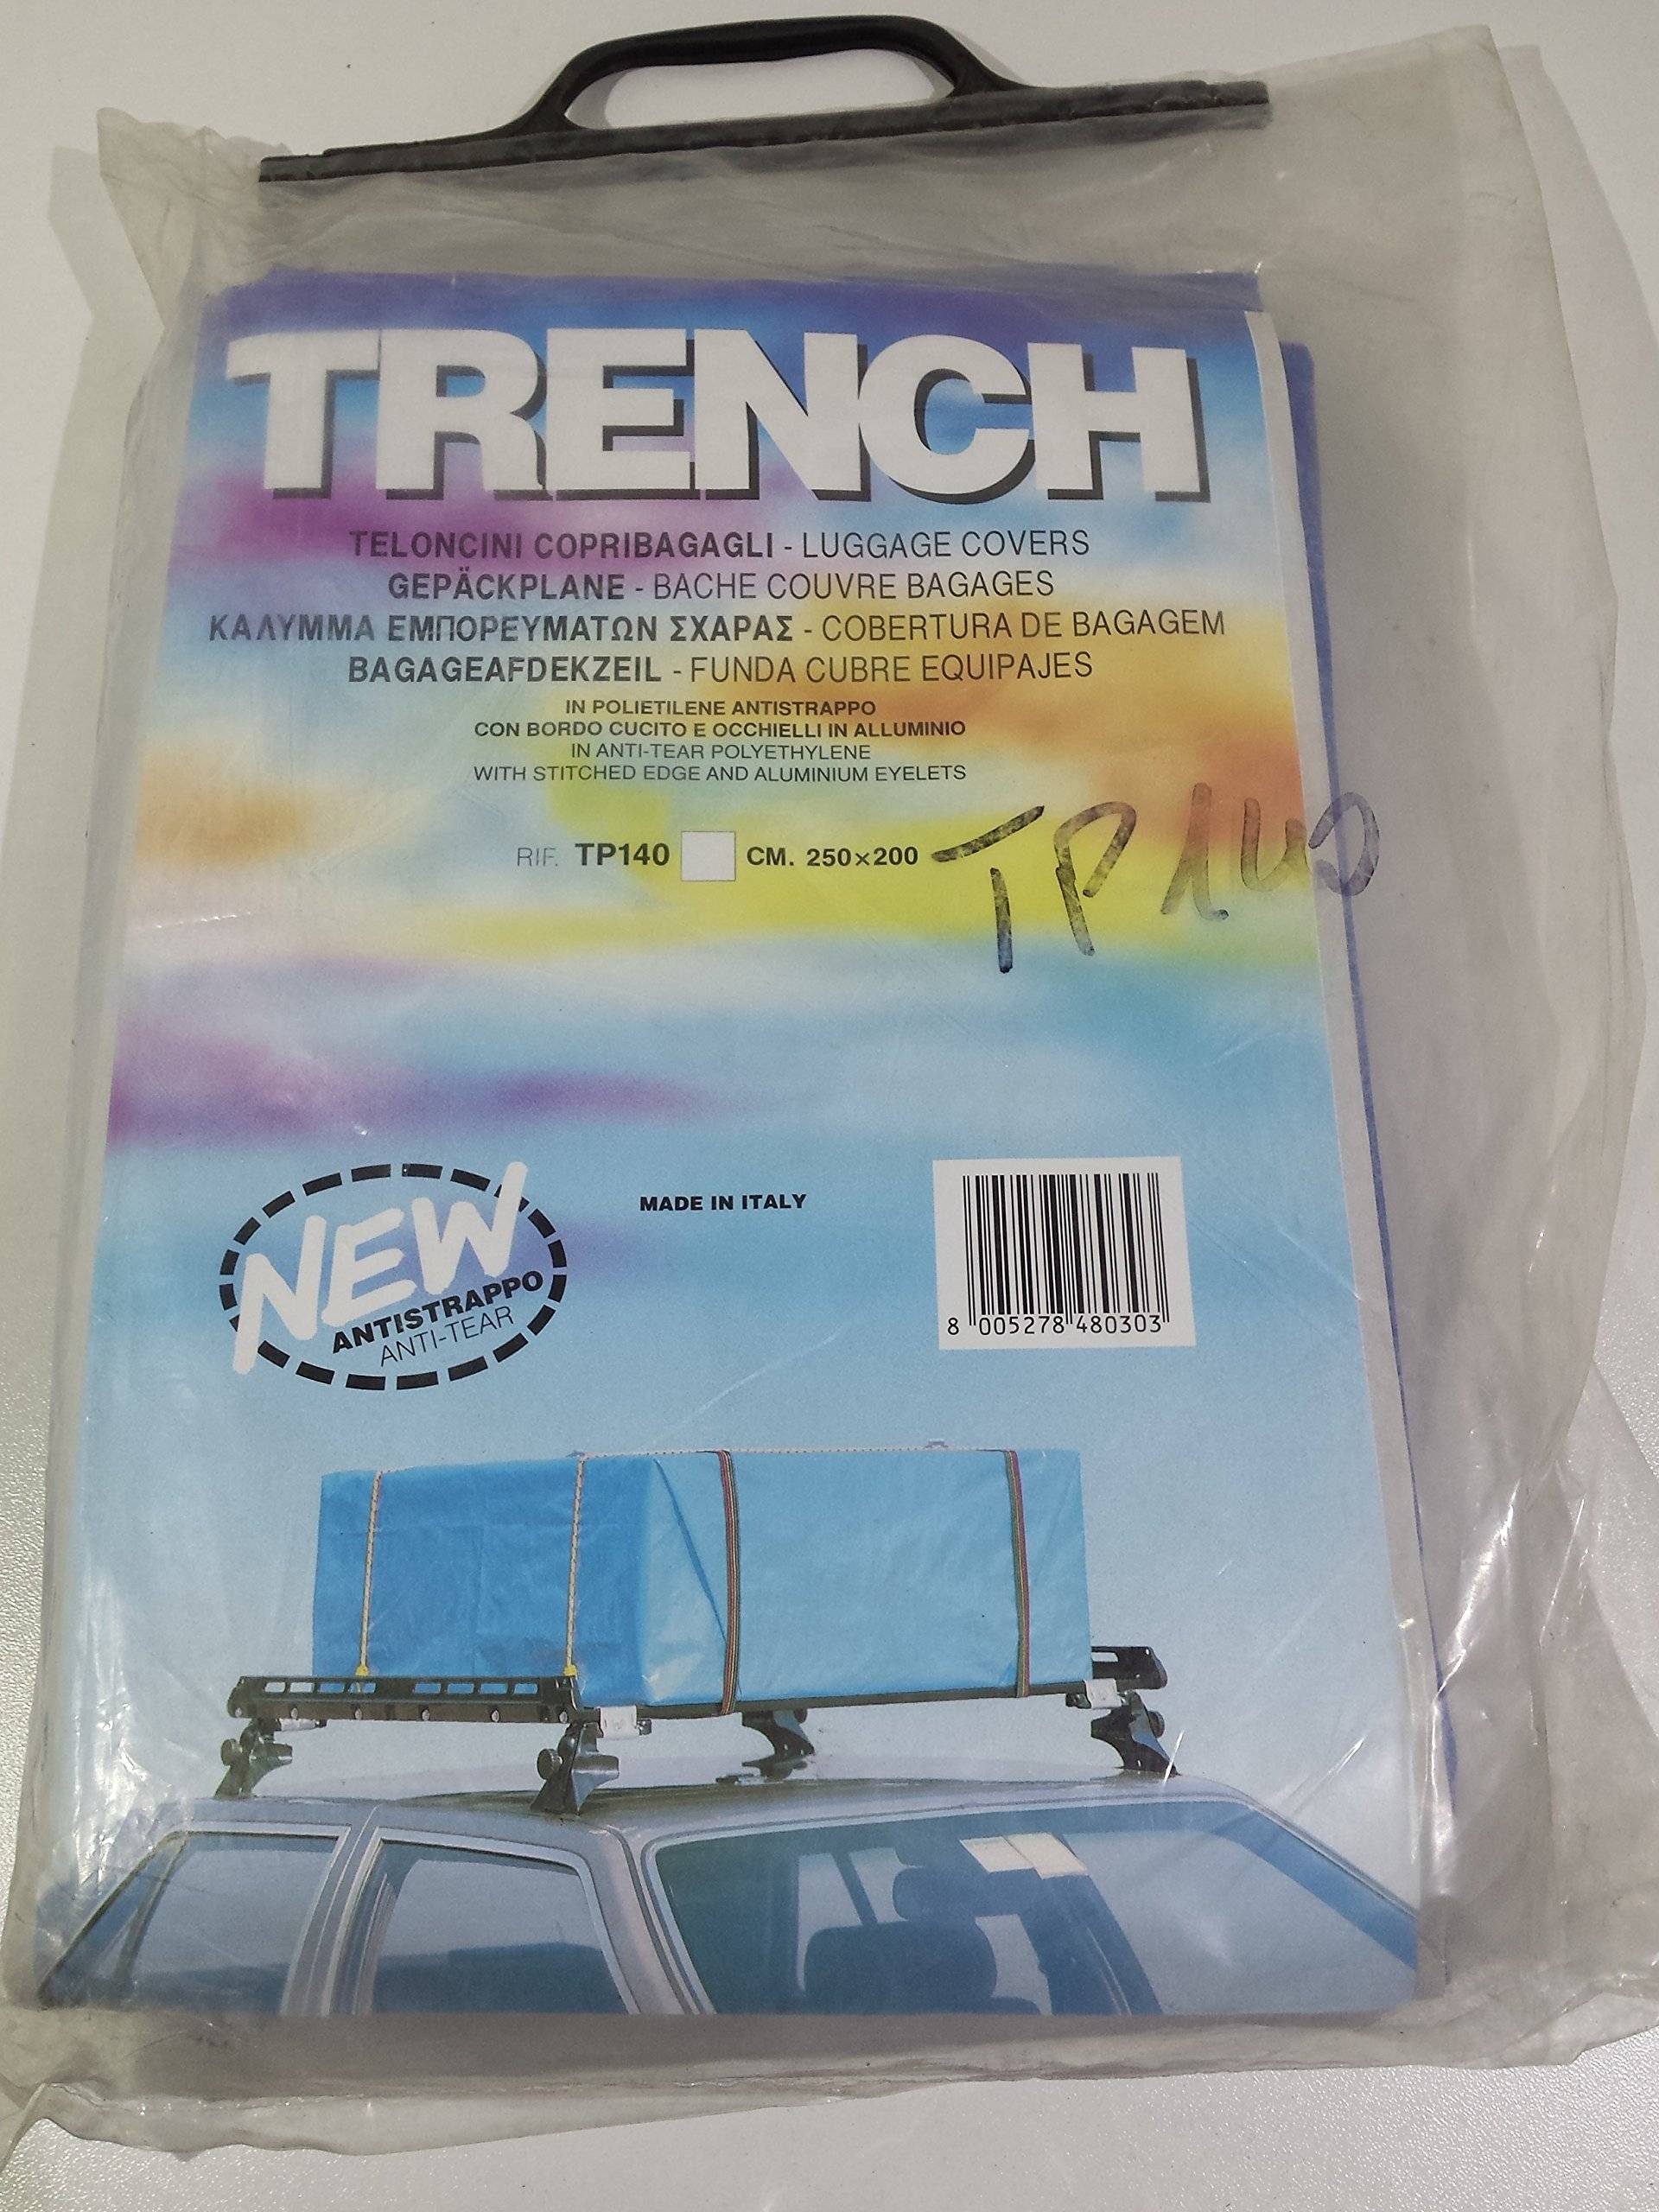 TRENCH
TELONCINI COPRIBAGAGLI - LUGGAGE COVERS
GEPÄCKPLANE - BACHE COUVRE BAGAGES
ΚΑΛΥΜΜΑ ΕΜΠΟΡΕΥΜΑΤΩΝ ΣΧΑΡΑΣ - COBERTURA DE BAGAGEM
BAGAGEAFDEKZEIL - FUNDA CUBRE EQUIPAJES
IN POLIETILENE ANTISTRAPPO
CON BORDO CUCITO E OCCHIELLI IN ALLUMINIO
IN ANTI-TEAR POLYETHYLENE
WITH STITCHED EDGE AND ALUMINIUM EYELETS
RIF. TP140 CM. 250×200 TP140
NEW
ANTISTRAPPO
ANTI-TEAR
MADE IN ITALY
8 005278 480303